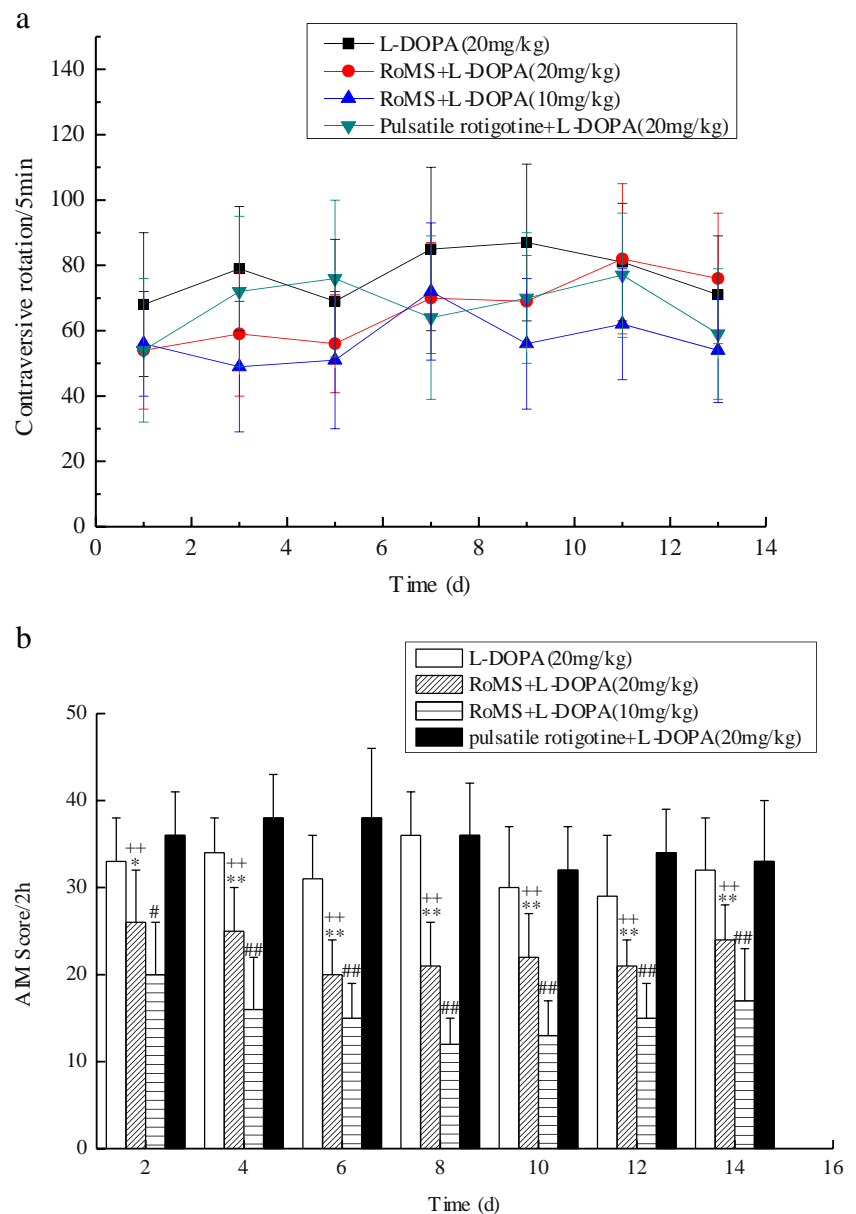 a
L-DOPA(20mg/kg)
RoMS+L-DOPA(20mg/kg)
RoMS+L-DOPA(10mg/kg)
Pulsatile rotigotine+L-DOPA(20mg/kg)
140
120
100
80
60
40
20
0
Contraversive rotation/5min
0 2 4 6 8 10 12 14
Time (d)
b
L-DOPA(20mg/kg)
RoMS+L-DOPA(20mg/kg)
RoMS+L-DOPA(10mg/kg)
pulsatile rotigotine+L-DOPA(20mg/kg)
50
40
30
20
10
0
AIM Score/2h
++ ++ ++ ++ ++ ++ ++
* ** ** ** ** ** **
# ## ## ## ## ## ##
2 4 6 8 10 12 14 16
Time (d)